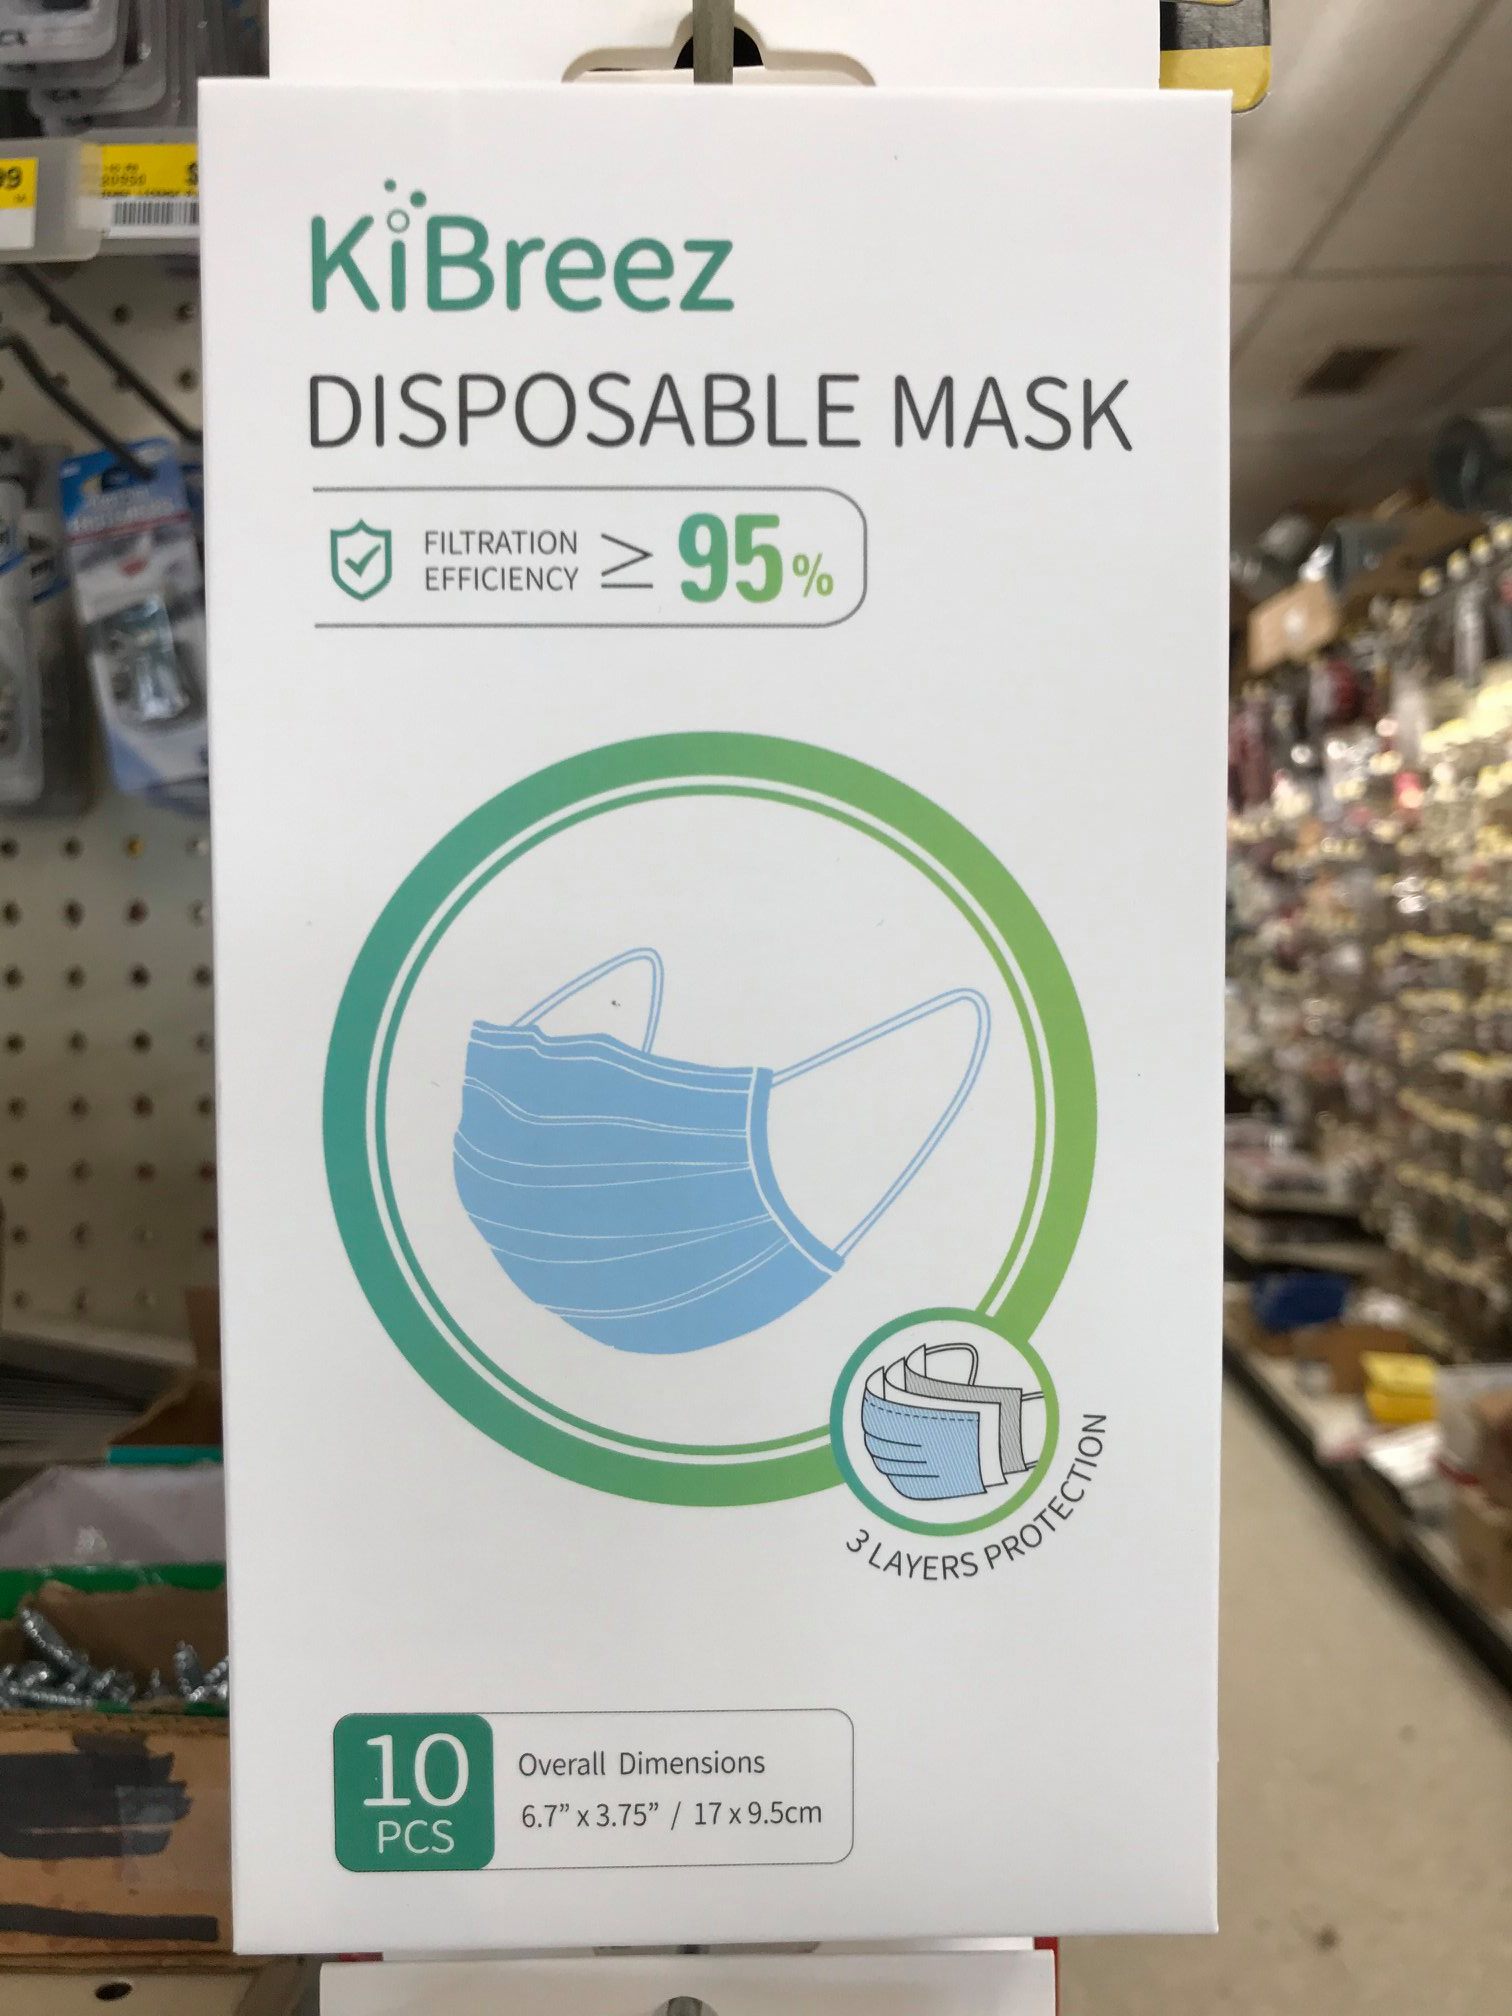 KiBreez
DISPOSABLE MASK
FILTRATION
EFFICIENCY ≥ 95%
3 LAYERS PROTECTION
10
PCS
Overall Dimensions
6.7” x 3.75” / 17 x 9.5cm